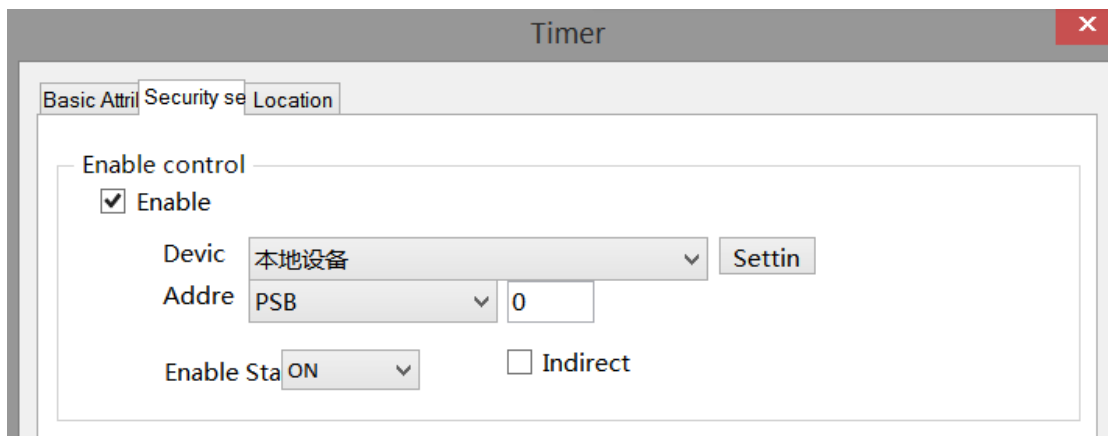 Timer
Basic Attril Security se Location
Enable control
Enable
Devic 本地设备 Settin
Addre PSB 0
Enable Sta ON Indirect